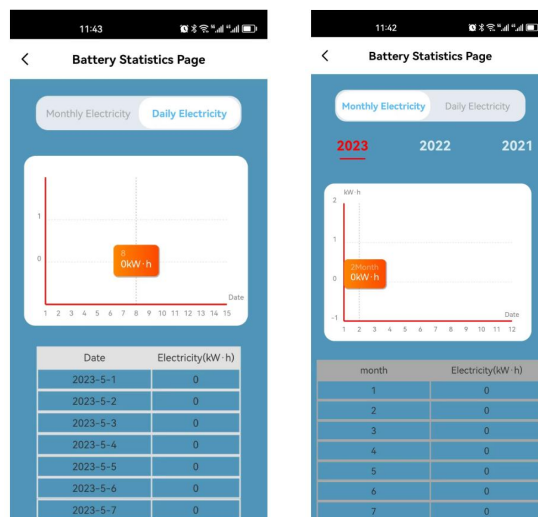 11:43
Battery Statistics Page
Monthly Electricity Daily Electricity
1
0
8
0kW·h
Date
1 2 3 4 5 6 7 8 9 10 11 12 13 14 15
Date Electricity(kW·h)
2023-5-1 0
2023-5-2 0
2023-5-3 0
2023-5-4 0
2023-5-5 0
2023-5-6 0
2023-5-7 0
11:42
Battery Statistics Page
Monthly Electricity Daily Electricity
2023 2022 2021
kW·h
2
1
0
-1
2Month
0kW·h
Date
1 2 3 4 5 6 7 8 9 10 11 12
month Electricity(kW·h)
1 0
2 0
3 0
4 0
5 0
6 0
7 0